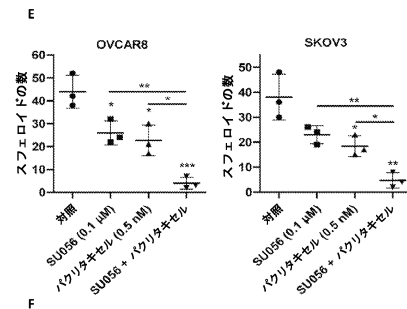 E
OVCAR8
SKOV3
スフェロイドの数
60
50
40
30
20
10
0
**
*
*
*
***
対照
SU056 (0.1 μM)
パクリタキセル (0.5 nM)
SU056 + パクリタキセル
スフェロイドの数
50
40
30
20
10
0
**
*
*
**
対照
SU056 (0.1 μM)
パクリタキセル (0.5 nM)
SU056 + パクリタキセル
F